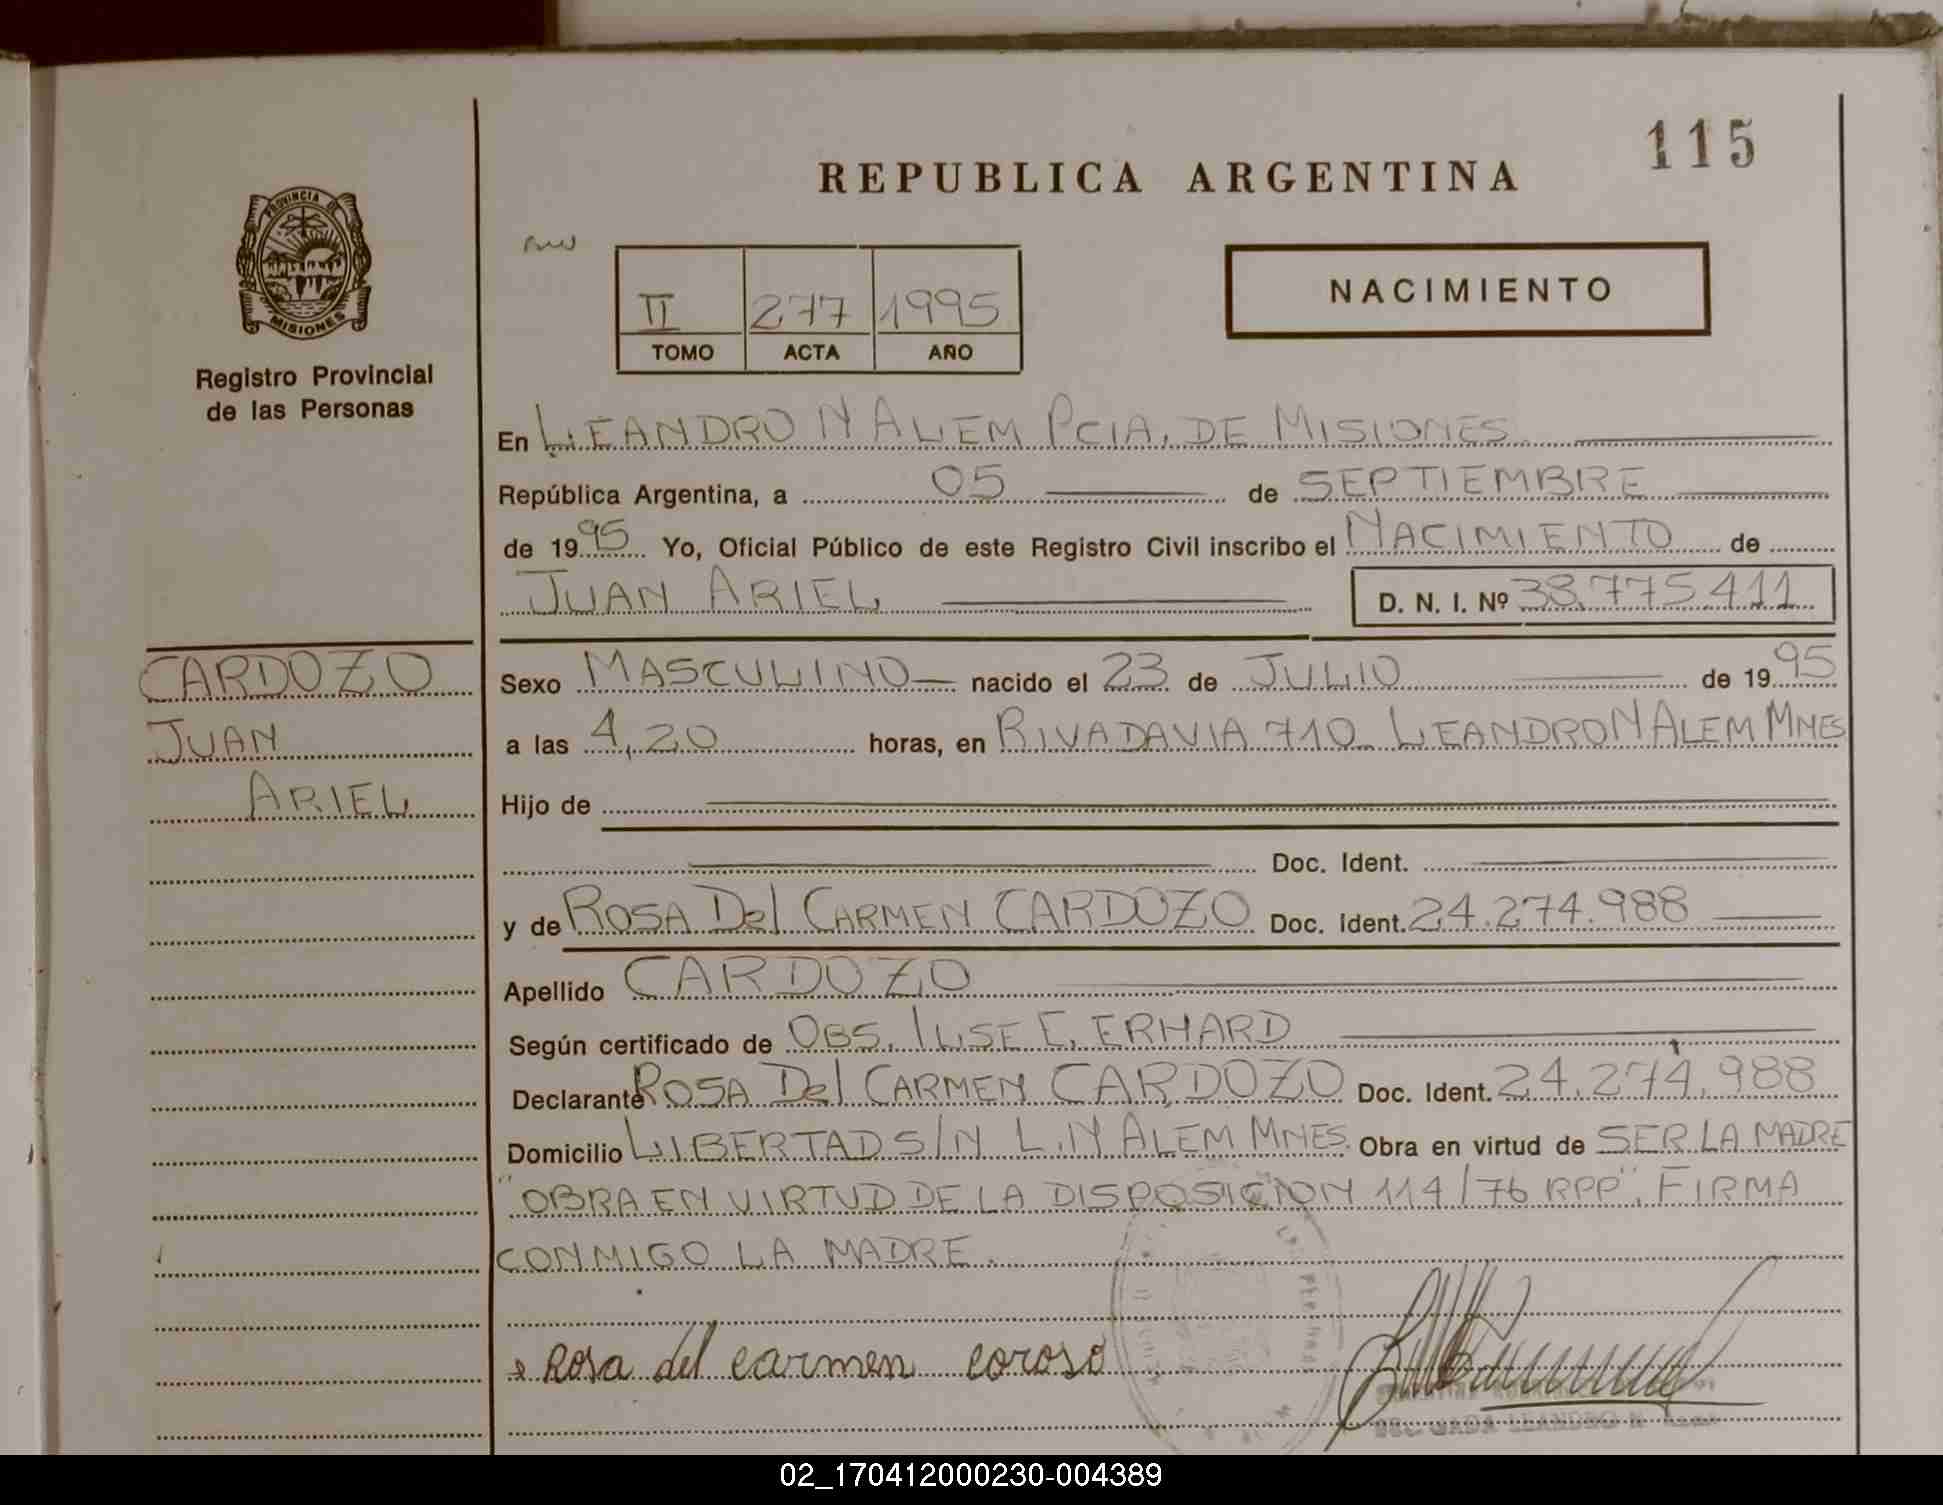 115
REPUBLICA ARGENTINA
PROVINCIA DE
MISIONES
Registro Provincial
de las Personas
II 277 1995
TOMO ACTA AÑO
NACIMIENTO
En LEANDRO N ALEM PCIA. DE MISIONES
República Argentina, a 05 de SEPTIEMBRE
de 1995 Yo, Oficial Público de este Registro Civil inscribo el NACIMIENTO de
JUAN ARIEL D. N. I. Nº 38.775.411
CARDOZO
JUAN
ARIEL
Sexo MASCULINO nacido el 23 de JULIO de 1995
a las 4,20 horas, en RIVADAVIA 710 LEANDRO N ALEM MNES
Hijo de
Doc. Ident.
y de ROSA Del CARMEN CARDOZO Doc. Ident. 24.274.988
Apellido CARDOZO
Según certificado de OBS. ILSE E. ERHARD
Declarante ROSA Del CARMEN CARDOZO Doc. Ident. 24.274.988
Domicilio LIBERTAD S/N L.N ALEM MNES. Obra en virtud de SER LA MADRE
"OBRA EN VIRTUD DE LA DISPOSICION 114/76 RPP". FIRMA
CONMIGO LA MADRE.
Rosa del carmen coroso
LEANDRO N
02_170412000230-004389